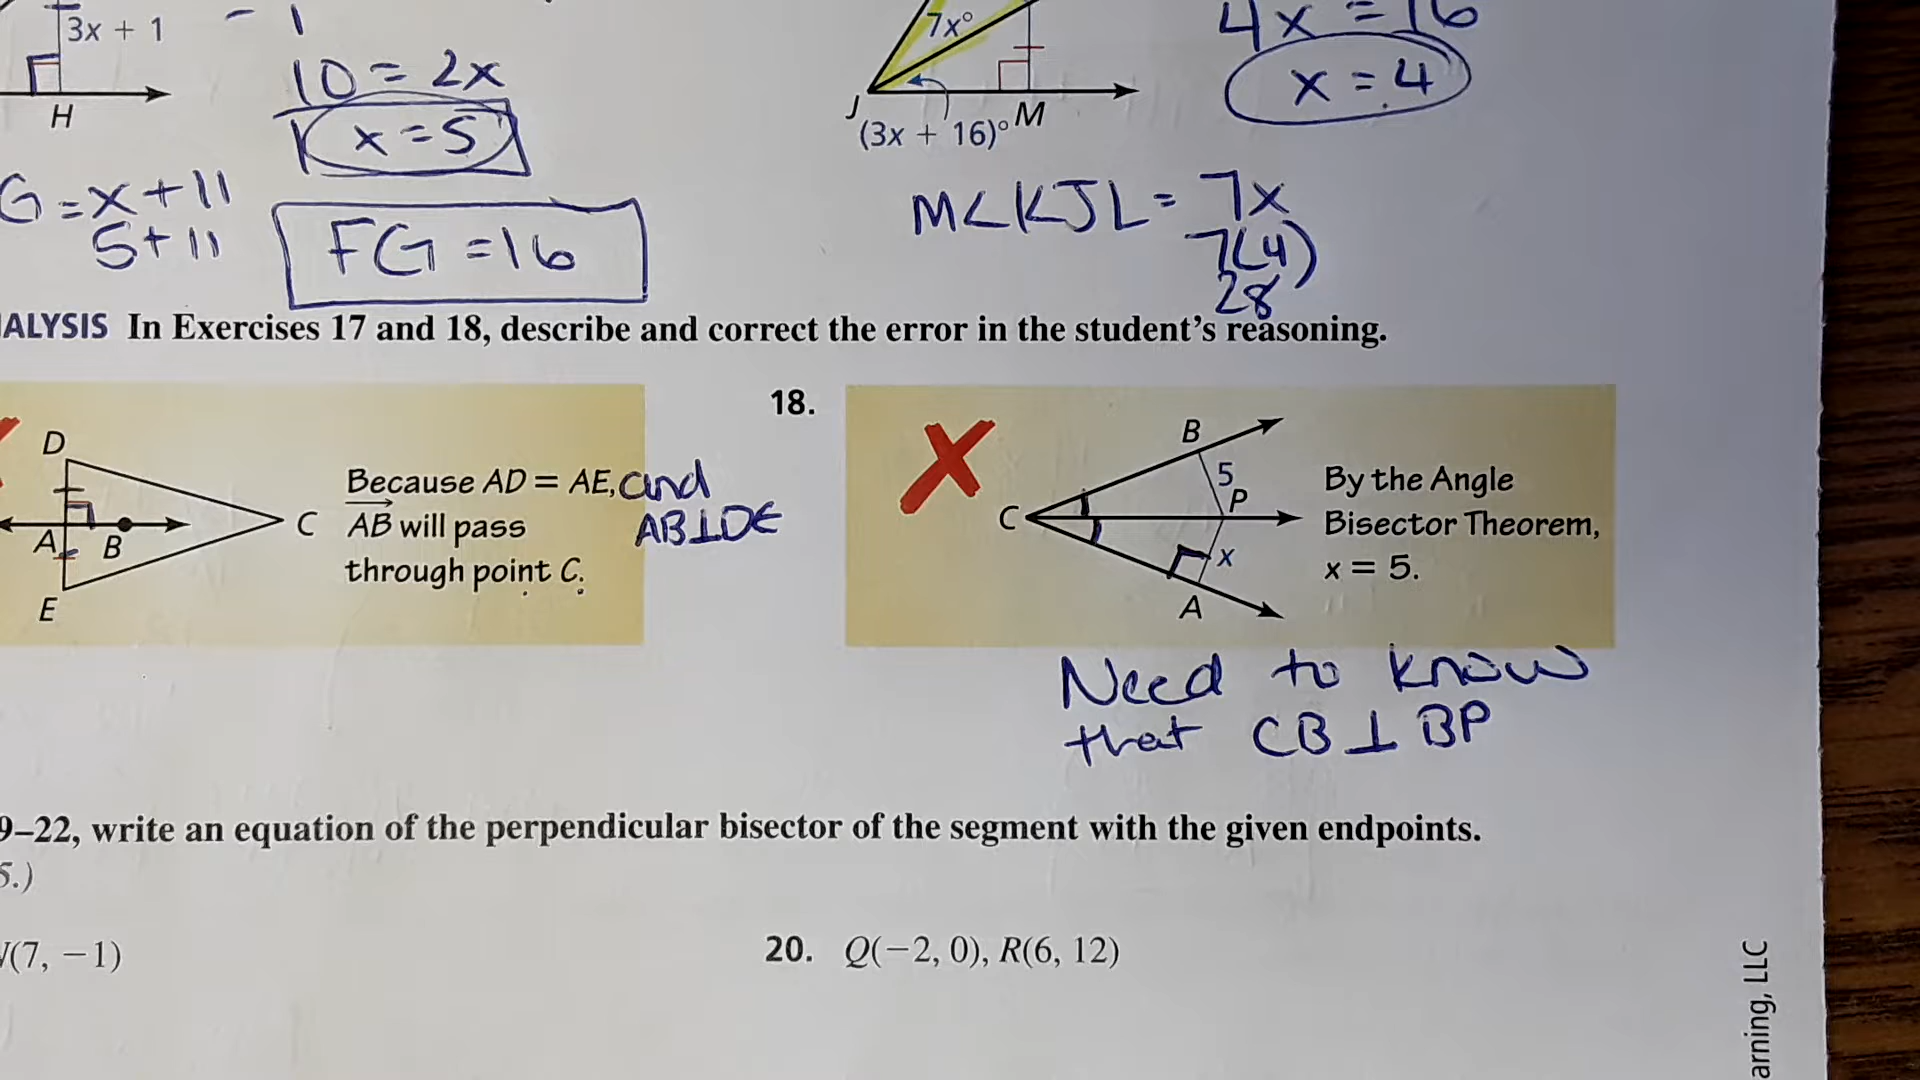 3x + 1
H
- 1
10 = 2x
x = 5
G = x + 11
5 + 11
FG = 16
7x°
J
M
(3x + 16)°
4x = 16
x = 4
M<KJL = 7x
7(4)
28
ALYSIS In Exercises 17 and 18, describe and correct the error in the student's reasoning.
D
A
B
C
E
Because AD = AE, and
AB will pass AB⊥DE
through point C.
18.
B
5
P
C
x
A
By the Angle
Bisector Theorem,
x = 5.
Need to know
that CB ⊥ BP
9–22, write an equation of the perpendicular bisector of the segment with the given endpoints.
5.)
(7, −1)
20. Q(−2, 0), R(6, 12)
arning, LLC